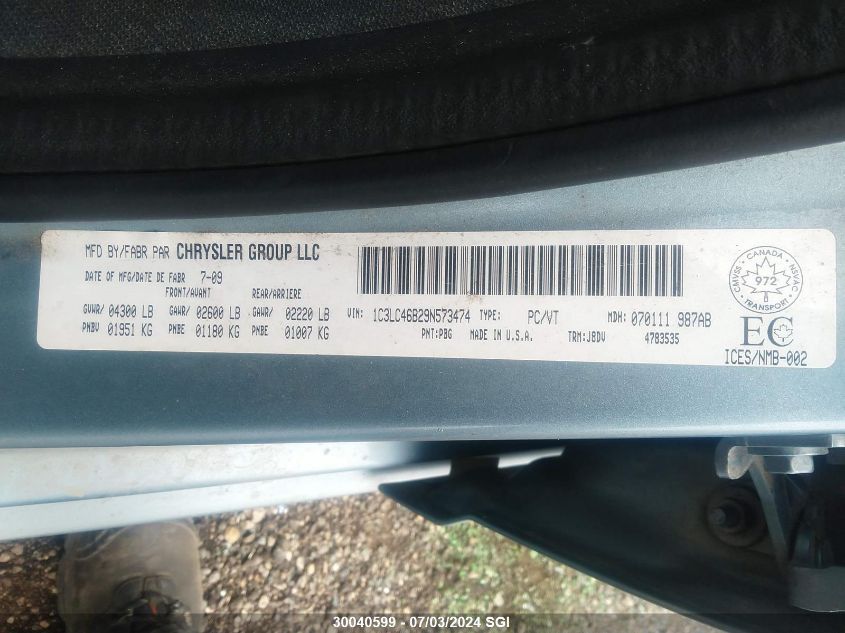 MFD BY/FABR PAR CHRYSLER GROUP LLC
DATE OF MFG/DATE DE FABR 7-09
FRONT/AVANT REAR/ARRIERE
GVWR/ 04300 LB GAWR/ 02600 LB GAWR/ 02220 LB
PNBV 01951 KG PNBE 01180 KG PNBE 01007 KG
VIN: 1C3LC46B29N573474 TYPE: PC/VT MDH: 070111 987AB
PNT:PBG MADE IN U.S.A. TRM:JBDV 4783535
CANADA
CMVSS 972 NSVAC
TRANSPORT
EC
ICES/NMB-002
30040599 - 07/03/2024 SGI